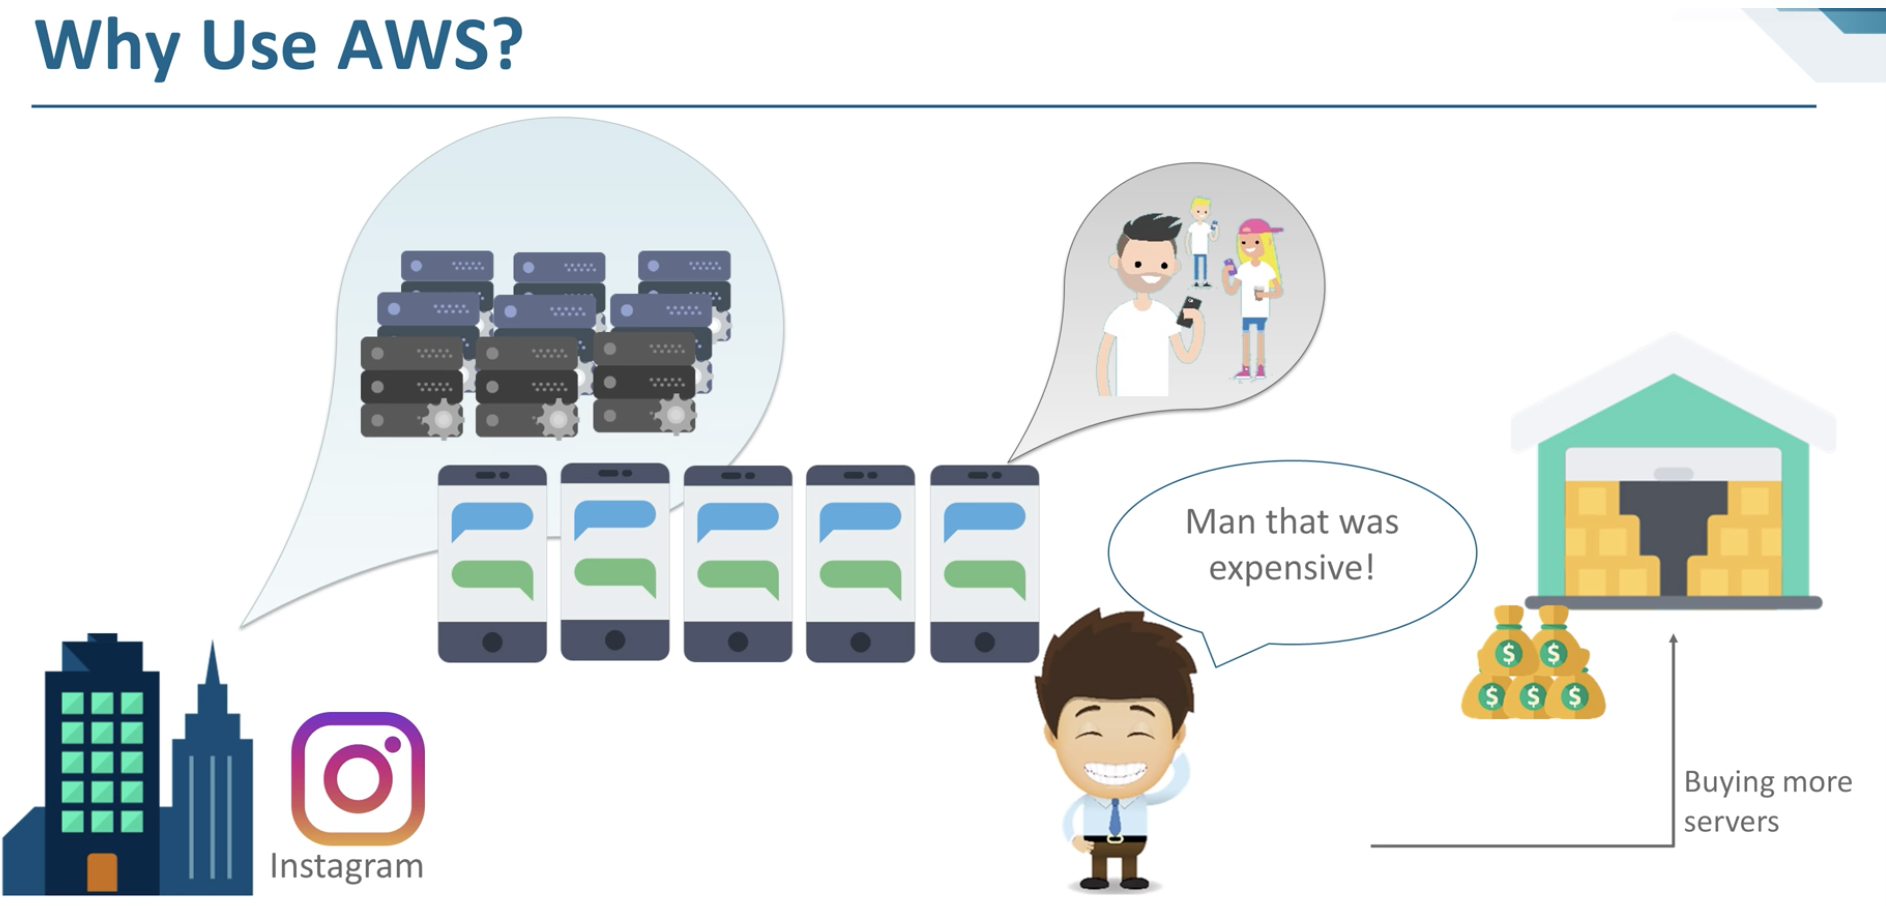 Why Use AWS?
Man that was
expensive!
Buying more
servers
Instagram